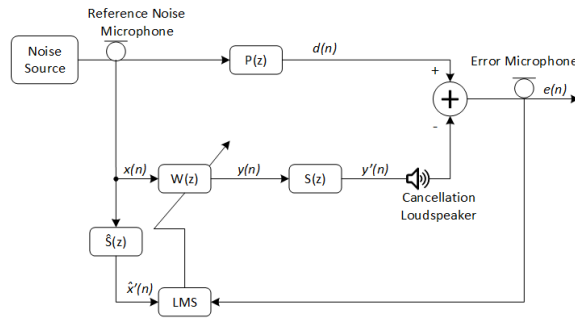 Reference Noise
Microphone
Noise
Source
P(z)
d(n)
Error Microphone
+
+
e(n)
-
x(n)
W(z)
y(n)
S(z)
y'(n)
Cancellation
Loudspeaker
Ŝ(z)
x̂'(n)
LMS